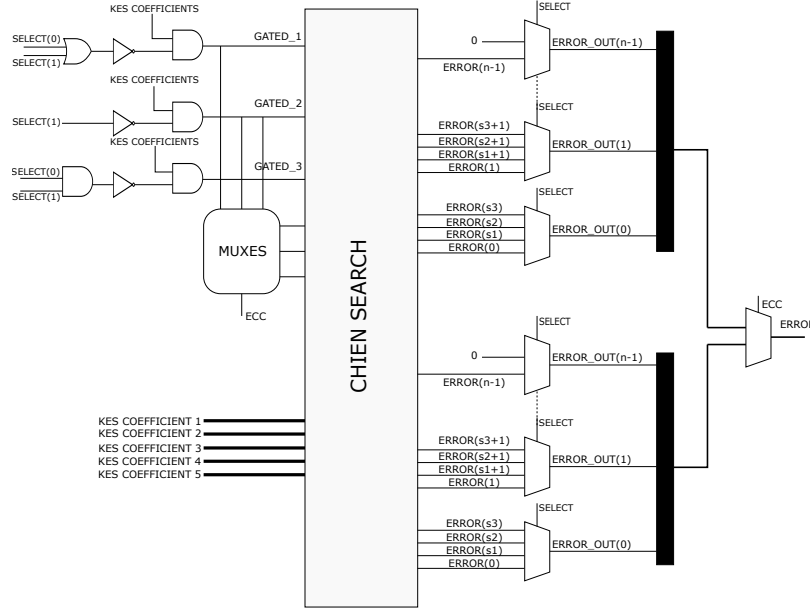 KES COEFFICIENTS
SELECT(0)
SELECT(1)
GATED_1
KES COEFFICIENTS
SELECT(1)
GATED_2
KES COEFFICIENTS
SELECT(0)
SELECT(1)
GATED_3
MUXES
ECC
KES COEFFICIENT 1
KES COEFFICIENT 2
KES COEFFICIENT 3
KES COEFFICIENT 4
KES COEFFICIENT 5
CHIEN SEARCH
SELECT
0
ERROR(n-1)
ERROR_OUT(n-1)
SELECT
ERROR(s3+1)
ERROR(s2+1)
ERROR(s1+1)
ERROR(1)
ERROR_OUT(1)
SELECT
ERROR(s3)
ERROR(s2)
ERROR(s1)
ERROR(0)
ERROR_OUT(0)
SELECT
0
ERROR(n-1)
ERROR_OUT(n-1)
SELECT
ERROR(s3+1)
ERROR(s2+1)
ERROR(s1+1)
ERROR(1)
ERROR_OUT(1)
SELECT
ERROR(s3)
ERROR(s2)
ERROR(s1)
ERROR(0)
ERROR_OUT(0)
ECC
ERROR